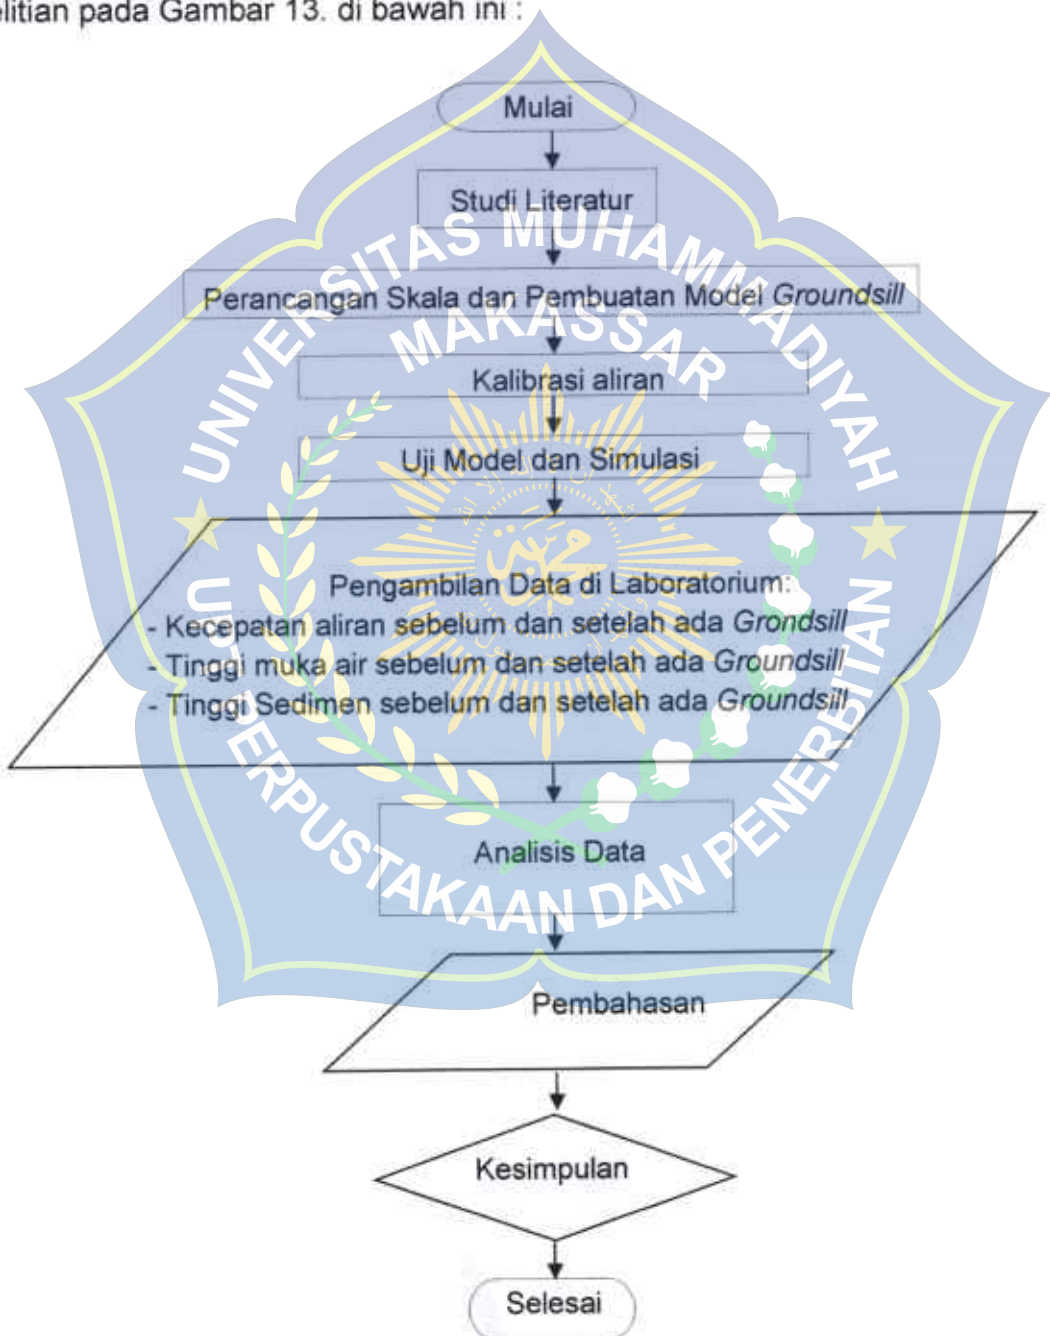 elitian pada Gambar 13. di bawah ini :
Mulai
Studi Literatur
UNIVERSITAS MUHAMMADIYAH
MAKASSAR
Perancangan Skala dan Pembuatan Model Groundsill
Kalibrasi aliran
Uji Model dan Simulasi
Pengambilan Data di Laboratorium:
- Kecepatan aliran sebelum dan setelah ada Grondsill
- Tinggi muka air sebelum dan setelah ada Groundsill
- Tinggi Sedimen sebelum dan setelah ada Groundsill
UPT PERPUSTAKAAN DAN PENERBITAN
Analisis Data
Pembahasan
Kesimpulan
Selesai